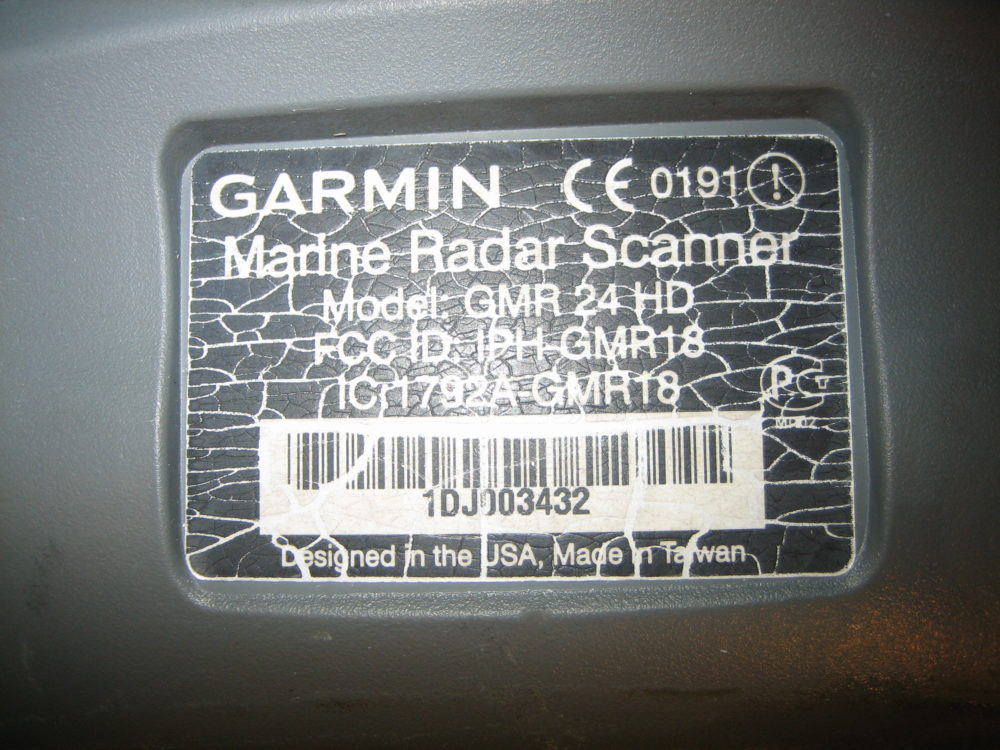 GARMIN CE 0191 !
Marine Radar Scanner
Model: GMR 24 HD
FCC ID: IPH-GMR18
IC: 1792A-GMR18
1DJ003432
Designed in the USA, Made in Taiwan